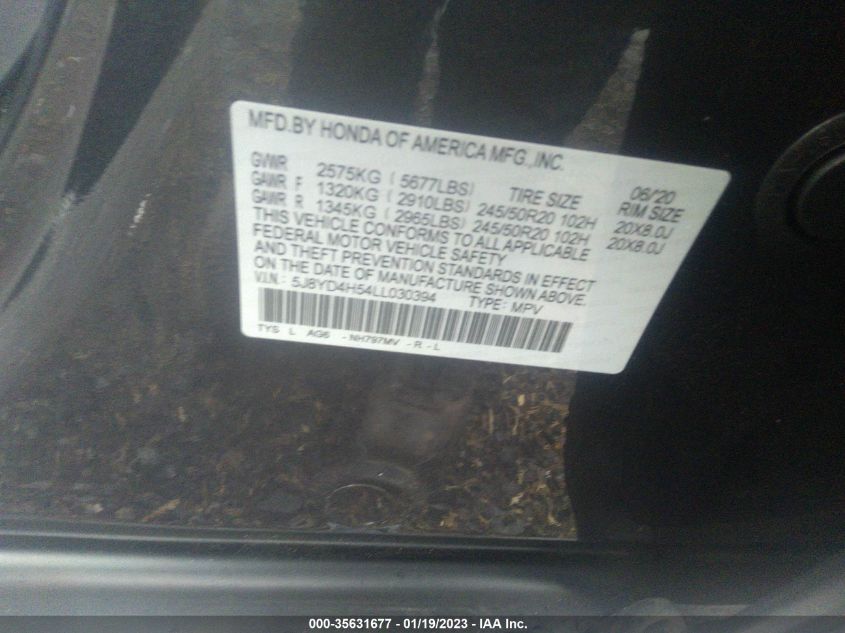 MFD.BY HONDA OF AMERICA MFG.,INC.
GVWR 2575KG ( 5677LBS) TIRE SIZE 06/20 RIM SIZE
GAWR F 1320KG ( 2910LBS) 245/50R20 102H 20X8.0J
GAWR R 1345KG ( 2965LBS) 245/50R20 102H 20X8.0J
THIS VEHICLE CONFORMS TO ALL APPLICABLE
FEDERAL MOTOR VEHICLE SAFETY
AND THEFT PREVENTION STANDARDS IN EFFECT
ON THE DATE OF MANUFACTURE SHOWN ABOVE.
V.I.N.: 5J8YD4H54LL030394 TYPE: MPV
TYS L AG6 -NH797MV -R-L
000-35631677 - 01/19/2023 - IAA Inc.